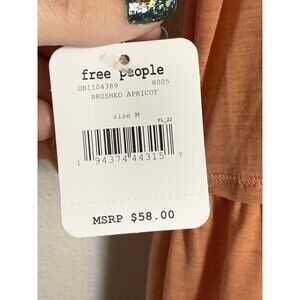 free people
OB1104389 8005
BRUSHED APRICOT
size M
FL_22
1 94374 44315 7
MSRP $58.00